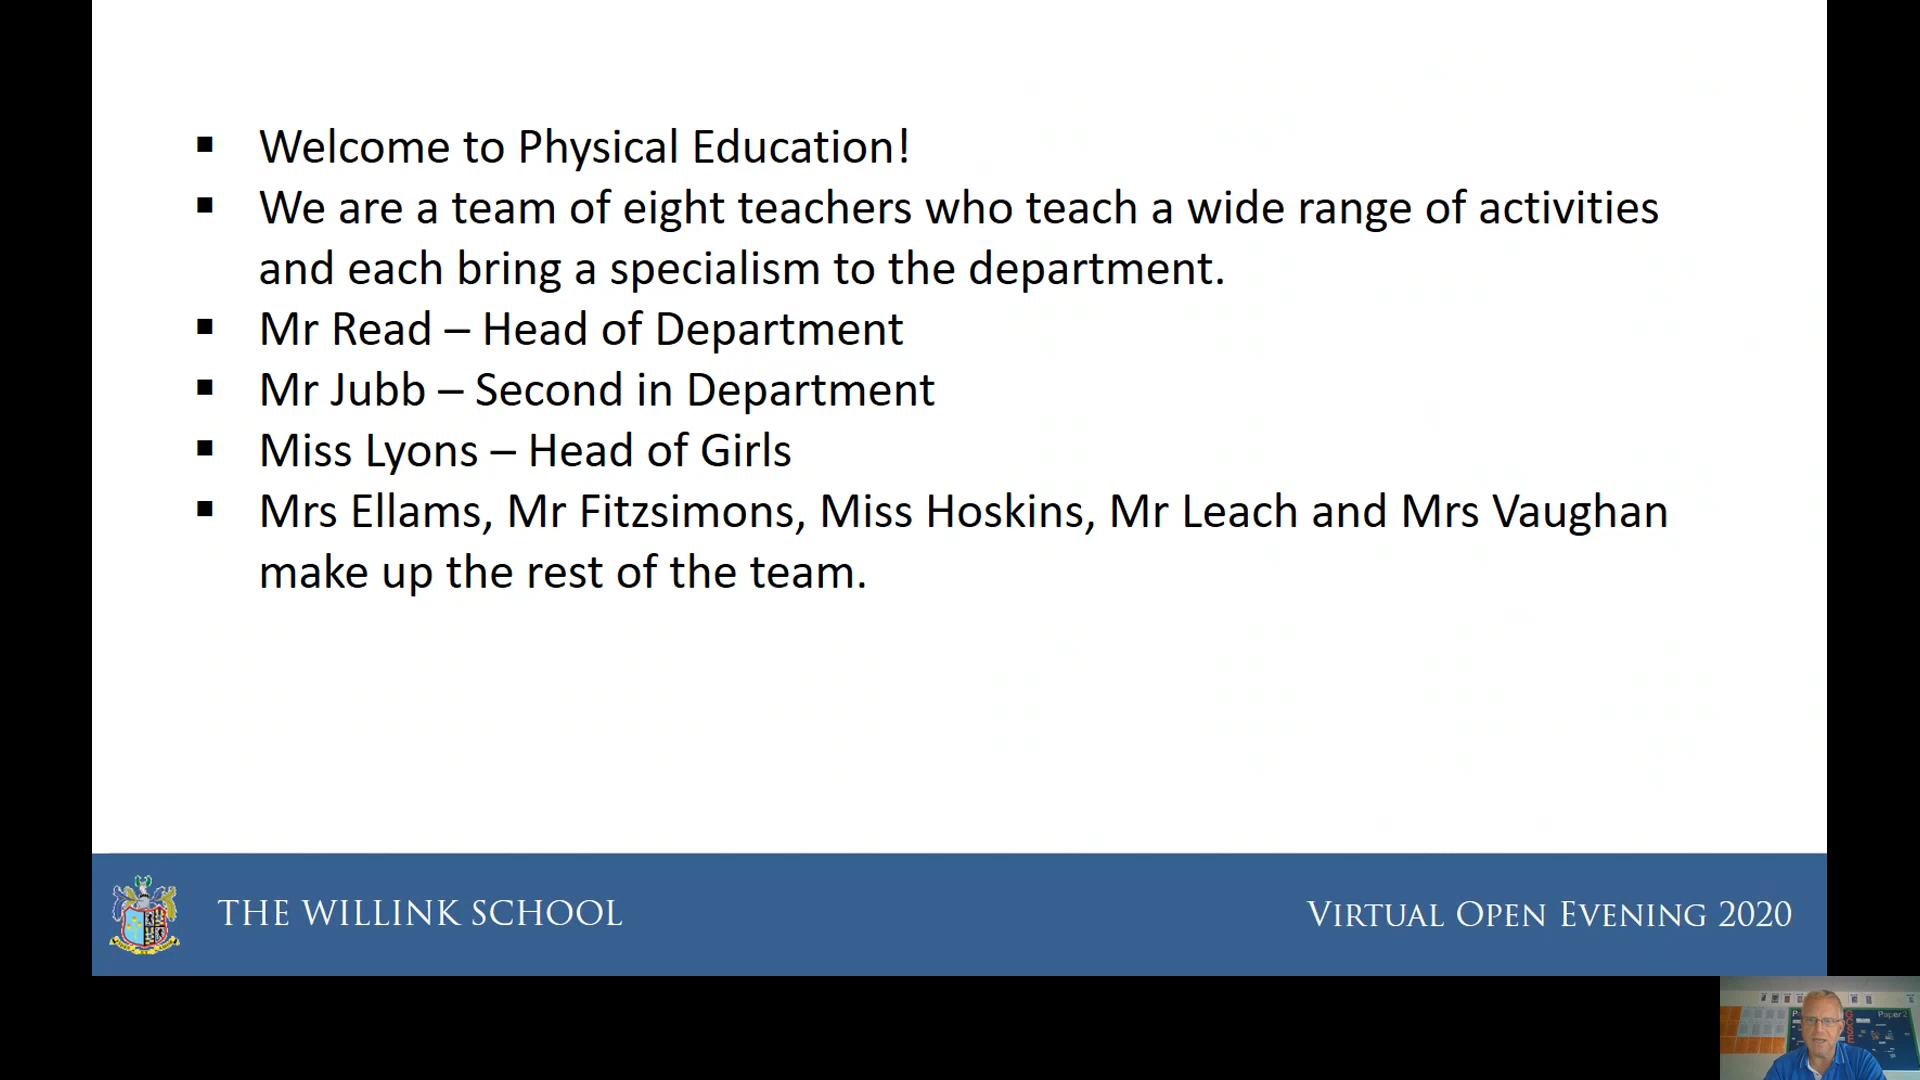 Welcome to Physical Education!
We are a team of eight teachers who teach a wide range of activities
and each bring a specialism to the department.
Mr Read – Head of Department
Mr Jubb – Second in Department
Miss Lyons – Head of Girls
Mrs Ellams, Mr Fitzsimons, Miss Hoskins, Mr Leach and Mrs Vaughan
make up the rest of the team.
THE WILLINK SCHOOL
VIRTUAL OPEN EVENING 2020
Paper 2